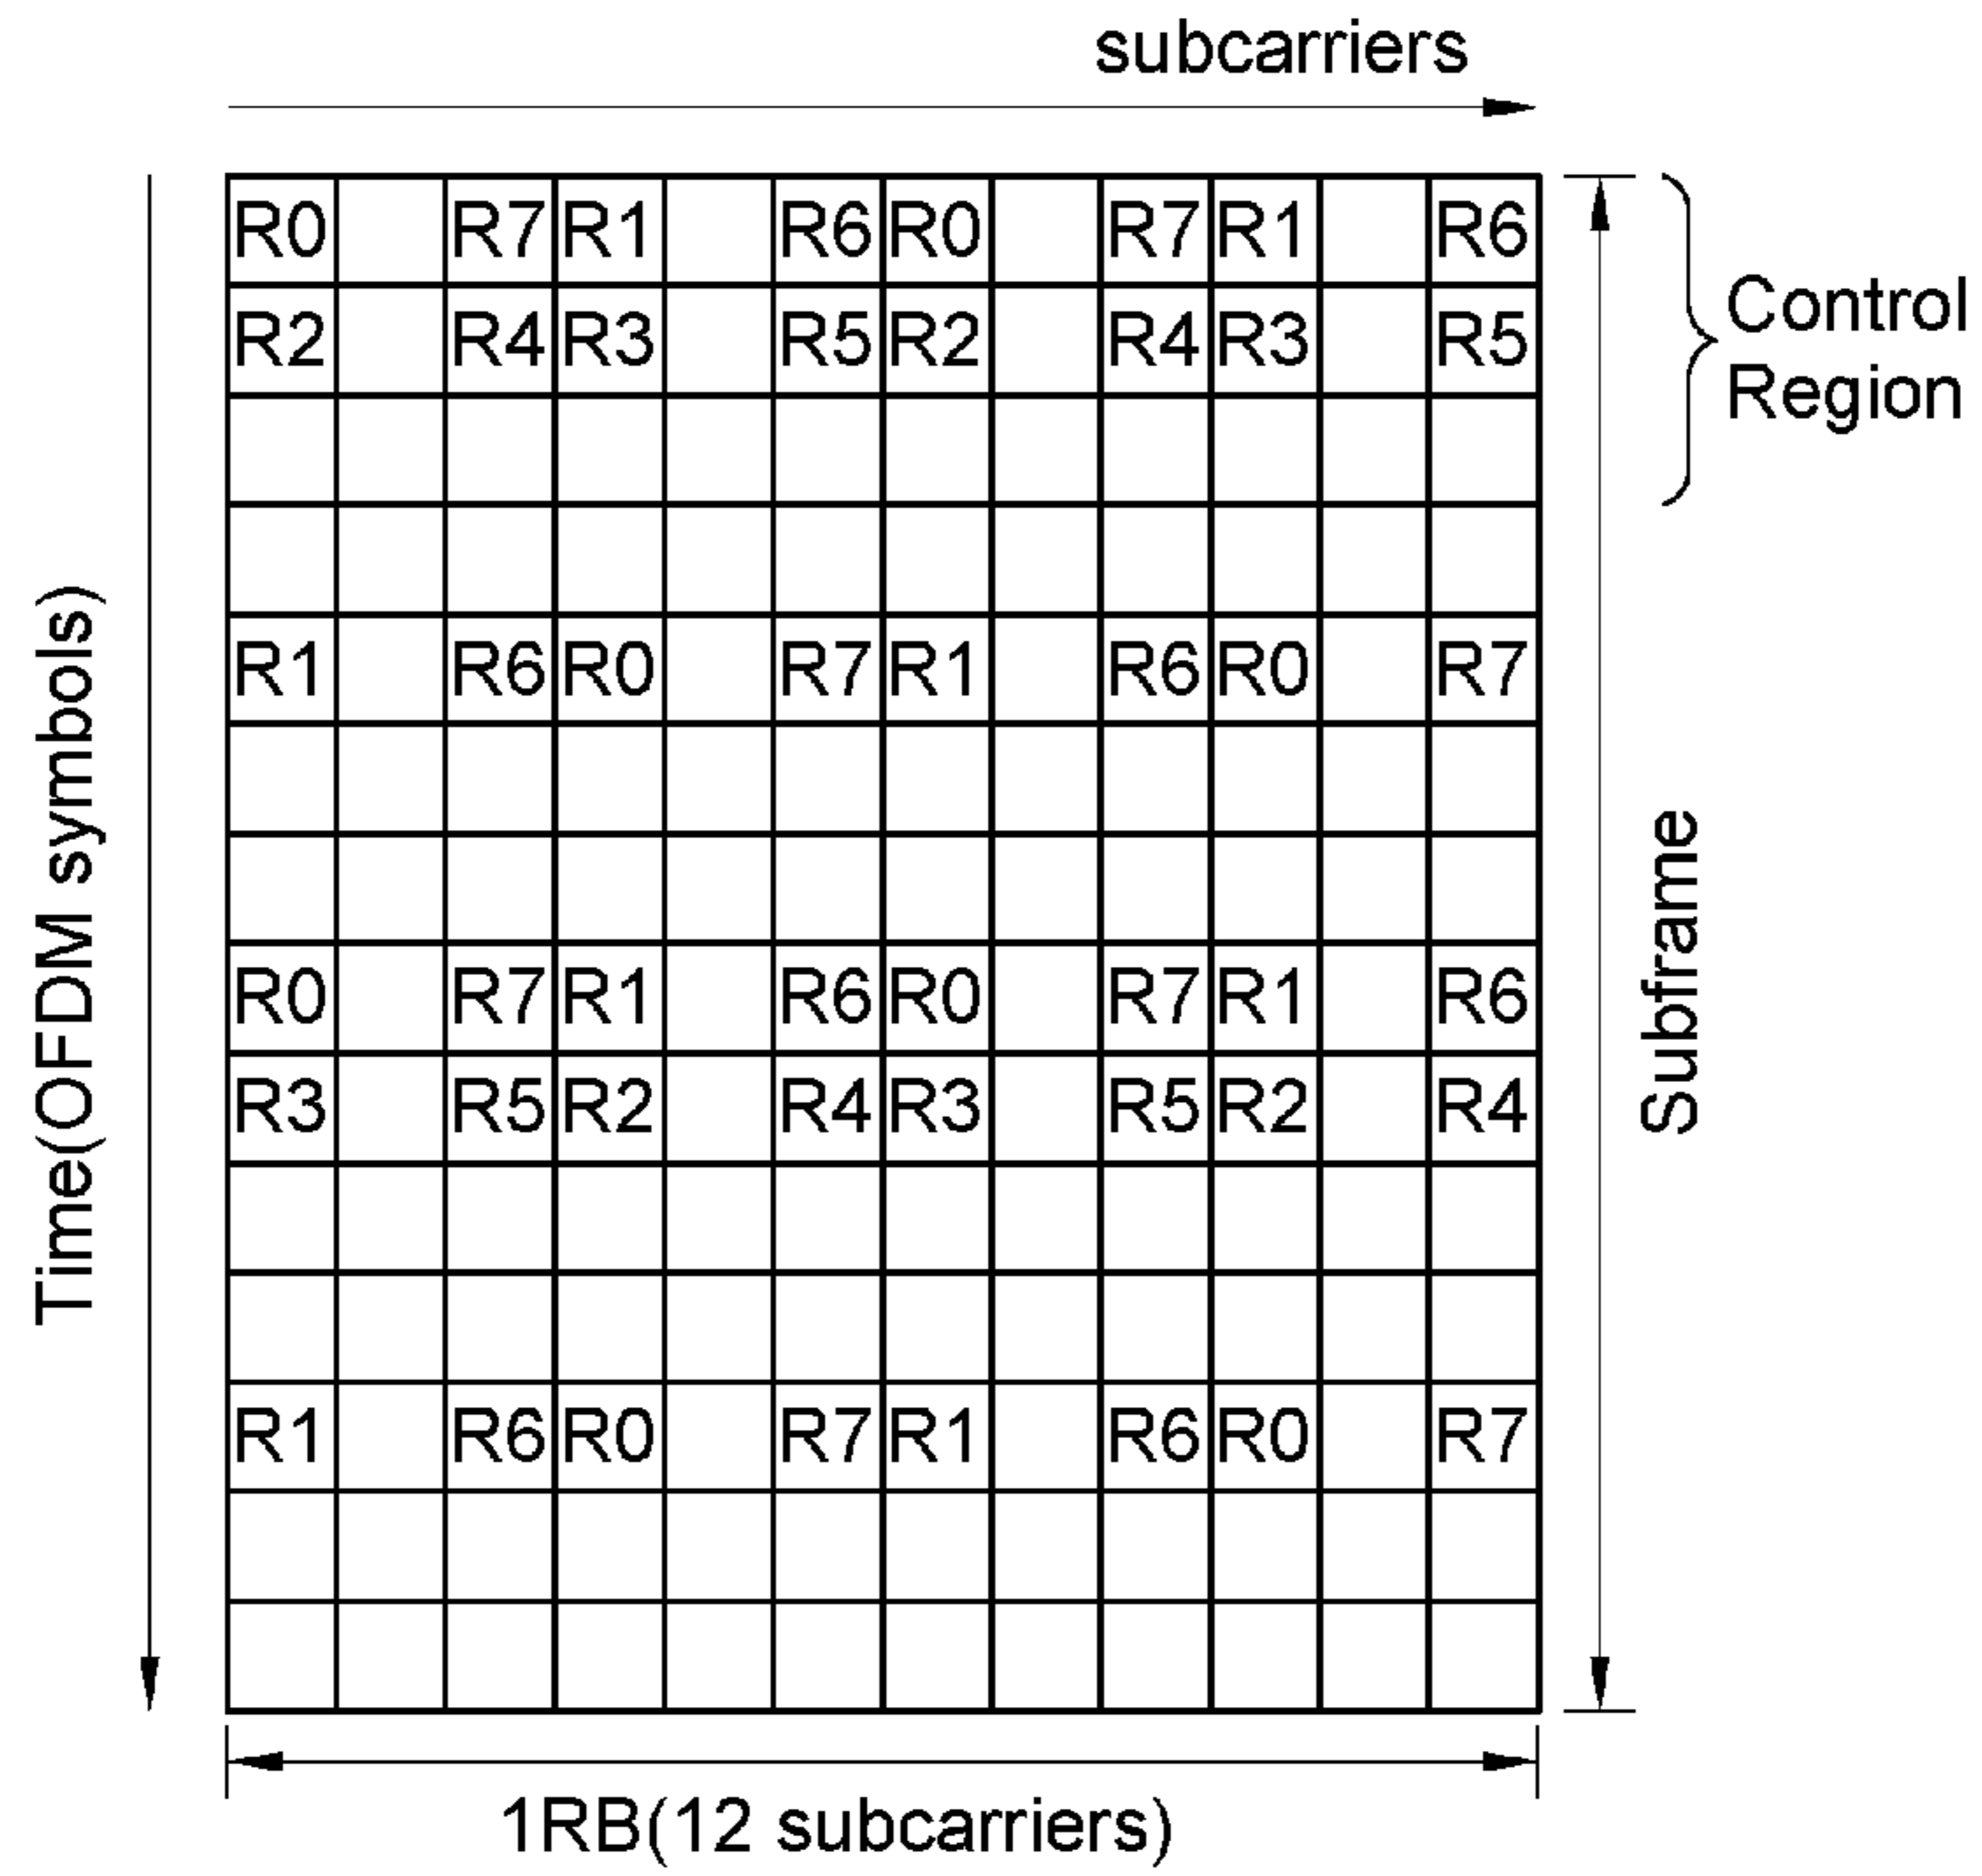 subcarriers
R0 R7 R1 R6 R0 R7 R1 R6
R2 R4 R3 R5 R2 R4 R3 R5
Control
Region
R1 R6 R0 R7 R1 R6 R0 R7
R0 R7 R1 R6 R0 R7 R1 R6
R3 R5 R2 R4 R3 R5 R2 R4
R1 R6 R0 R7 R1 R6 R0 R7
Time(OFDM symbols)
Subframe
1RB(12 subcarriers)